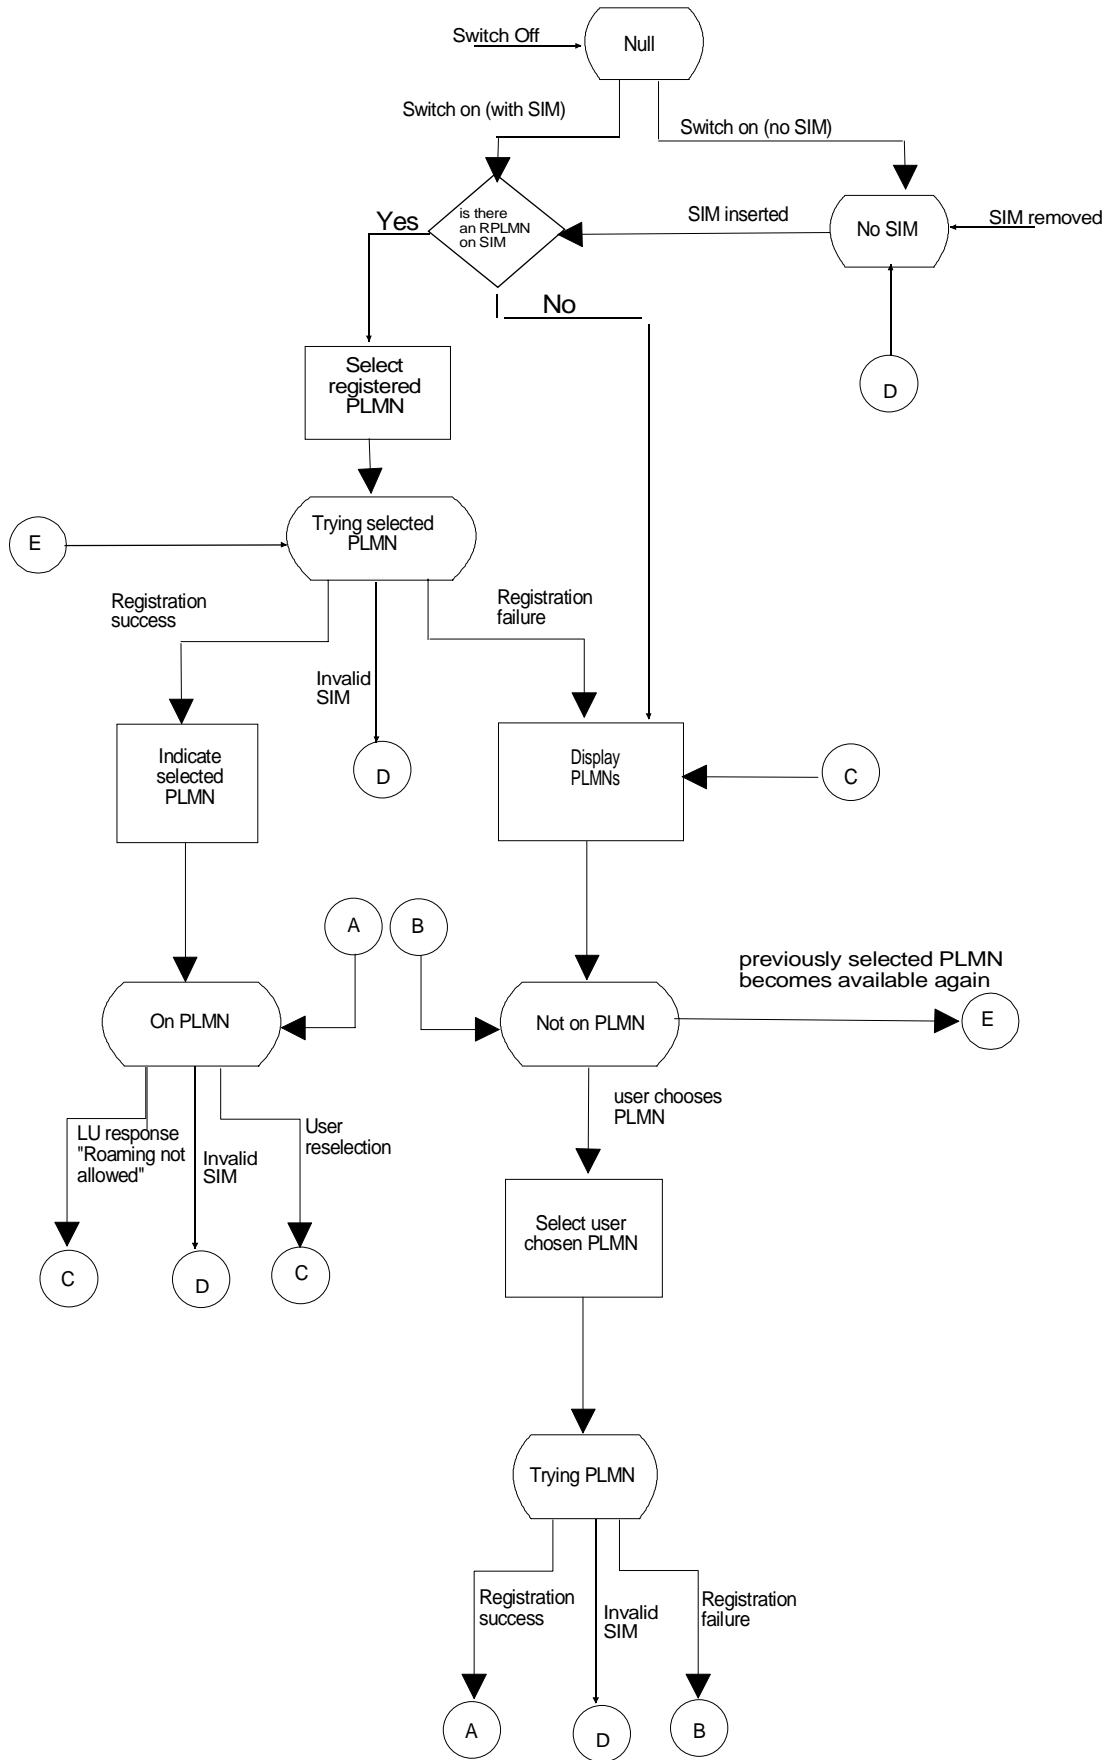 Switch Off
Null
Switch on (with SIM)
Switch on (no SIM)
Yes
is there
an RPLMN
on SIM
SIM inserted
No SIM
SIM removed
No
Select
registered
PLMN
D
Trying selected
PLMN
E
Registration
success
Invalid
SIM
Registration
failure
Indicate
selected
PLMN
D
Display
PLMNs
C
A
B
previously selected PLMN
becomes available again
On PLMN
Not on PLMN
E
LU response
"Roaming not
allowed"
Invalid
SIM
User
reselection
user chooses
PLMN
C
D
C
Select user
chosen PLMN
Trying PLMN
Registration
success
Invalid
SIM
Registration
failure
A
D
B